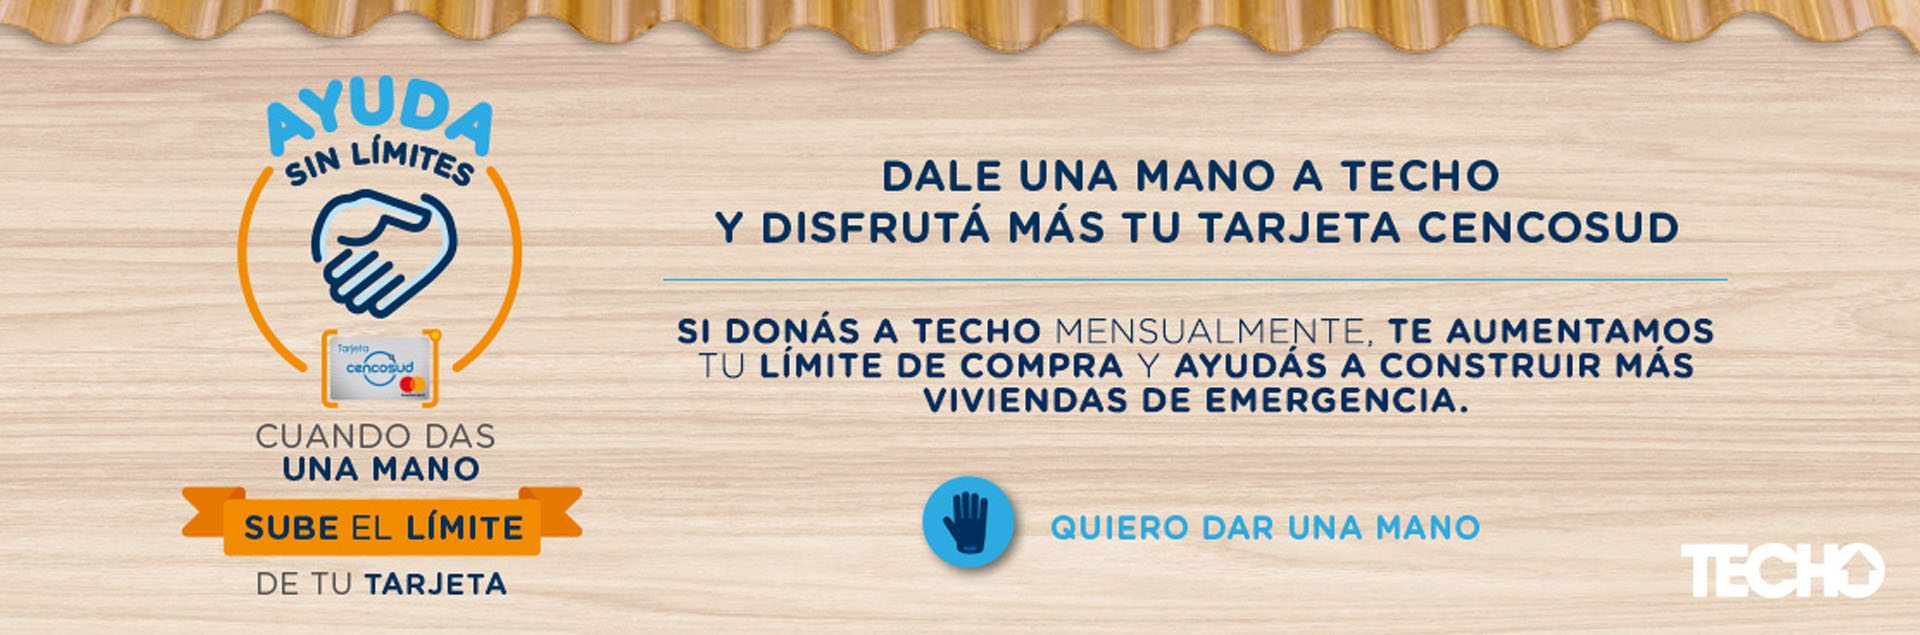 AYUDA
SIN LÍMITES
Tarjeta
cencosud
CUANDO DAS
UNA MANO
SUBE EL LÍMITE
DE TU TARJETA
DALE UNA MANO A TECHO
Y DISFRUTÁ MÁS TU TARJETA CENCOSUD
SI DONÁS A TECHO MENSUALMENTE, TE AUMENTAMOS
TU LÍMITE DE COMPRA Y AYUDÁS A CONSTRUIR MÁS
VIVIENDAS DE EMERGENCIA.
QUIERO DAR UNA MANO
TECHO